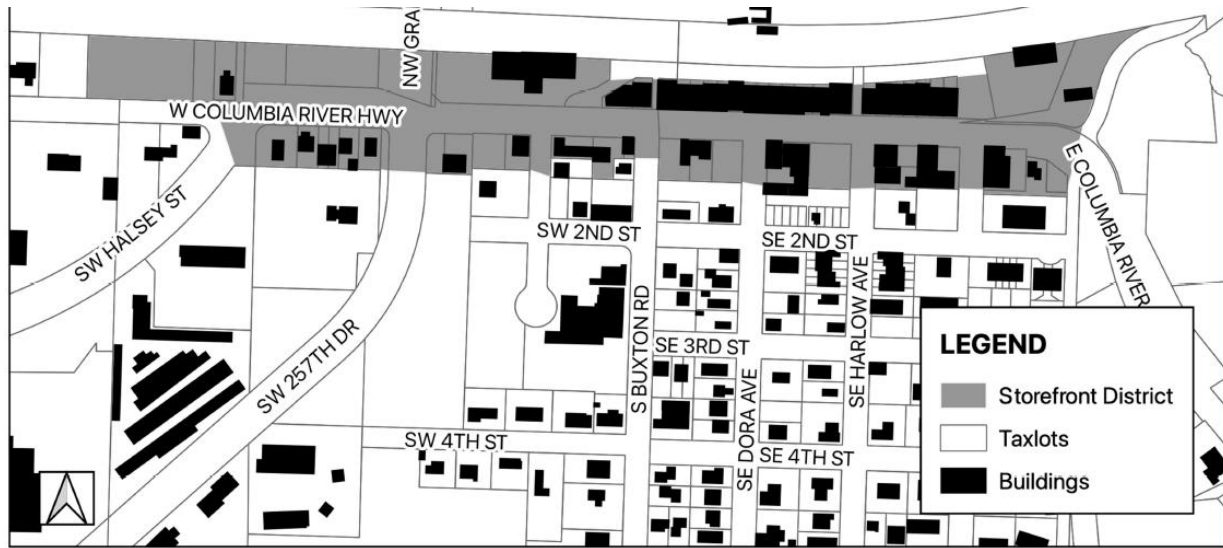 NW GRA
W COLUMBIA RIVER HWY
E COLUMBIA RIVER
SW HALSEY ST
SW 2ND ST
SE 2ND ST
SW 257TH DR
S BUXTON RD
SE HARLOW AVE
SE 3RD ST
SE DORA AVE
SW 4TH ST
SE 4TH ST
LEGEND
Storefront District
Taxlots
Buildings